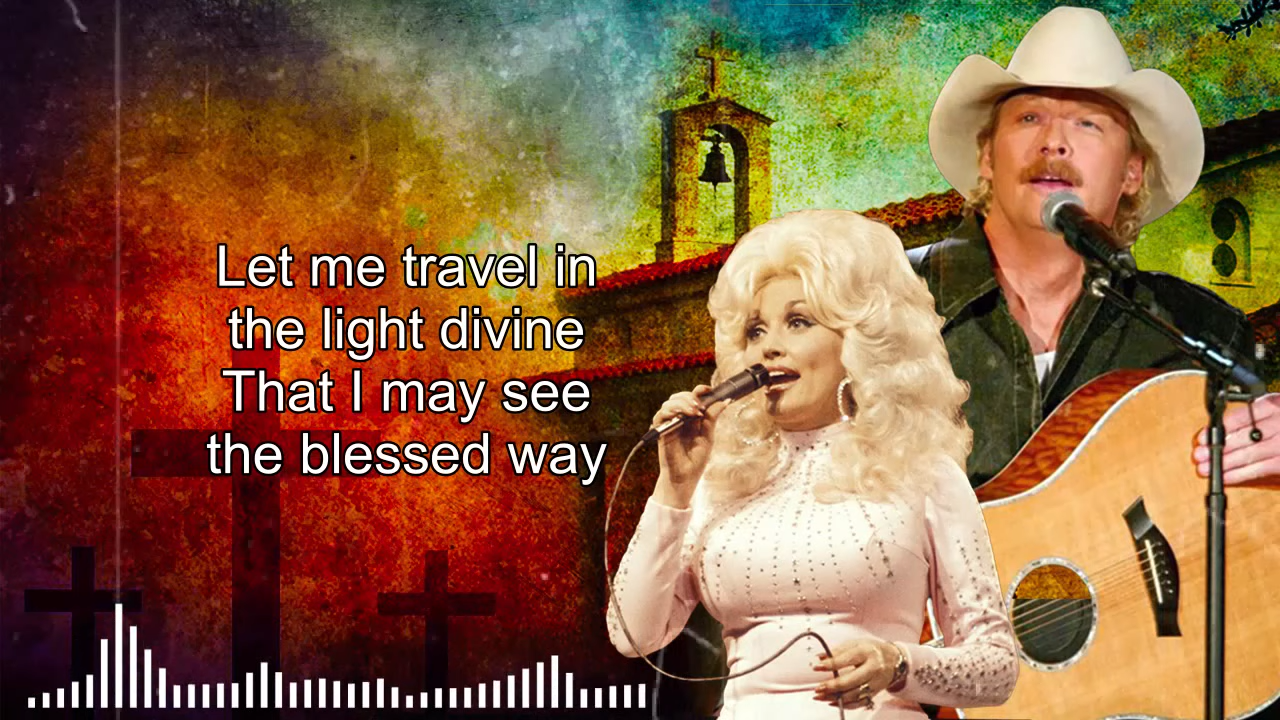 Let me travel in
the light divine
That I may see
the blessed way